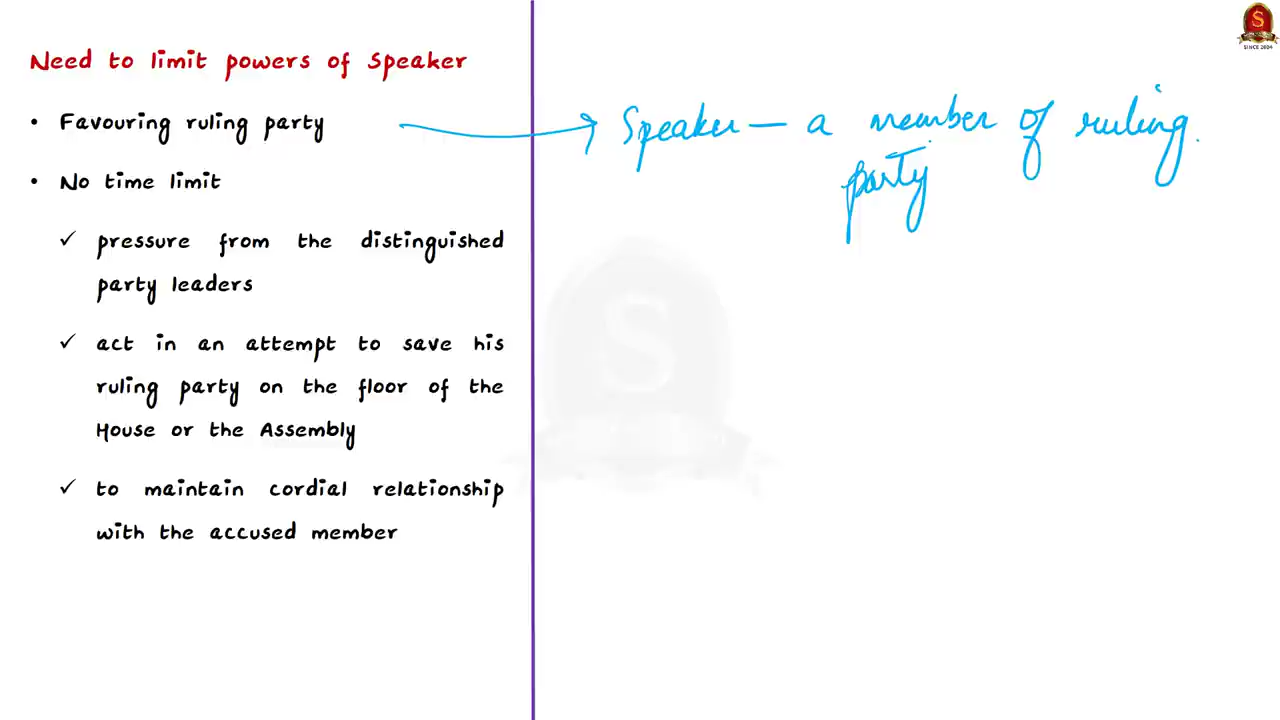 Need to limit powers of Speaker
• Favouring ruling party
• No time limit
✓ pressure from the distinguished
party leaders
✓ act in an attempt to save his
ruling party on the floor of the
House or the Assembly
✓ to maintain cordial relationship
with the accused member
Speaker — a member of ruling
party
S
SINCE 2004
S